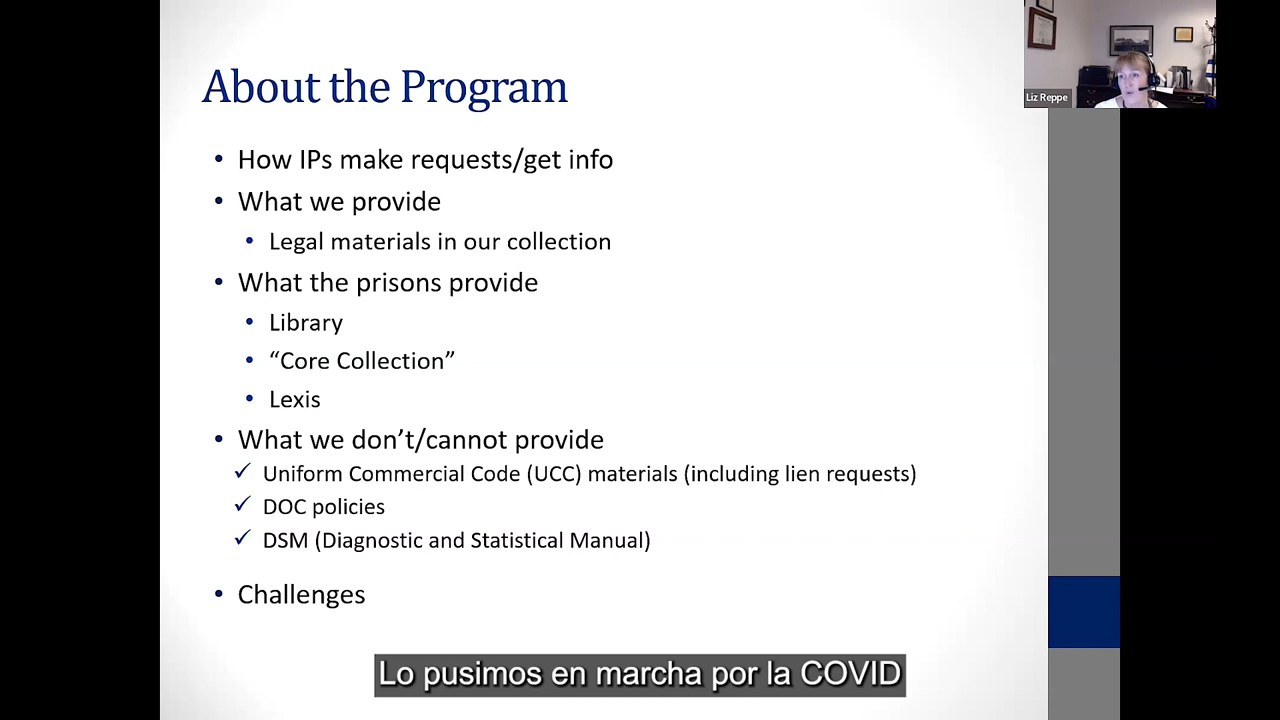 About the Program
• How IPs make requests/get info
• What we provide
• Legal materials in our collection
• What the prisons provide
• Library
• “Core Collection”
• Lexis
• What we don’t/cannot provide
✓ Uniform Commercial Code (UCC) materials (including lien requests)
✓ DOC policies
✓ DSM (Diagnostic and Statistical Manual)
• Challenges
Liz Reppe
Lo pusimos en marcha por la COVID